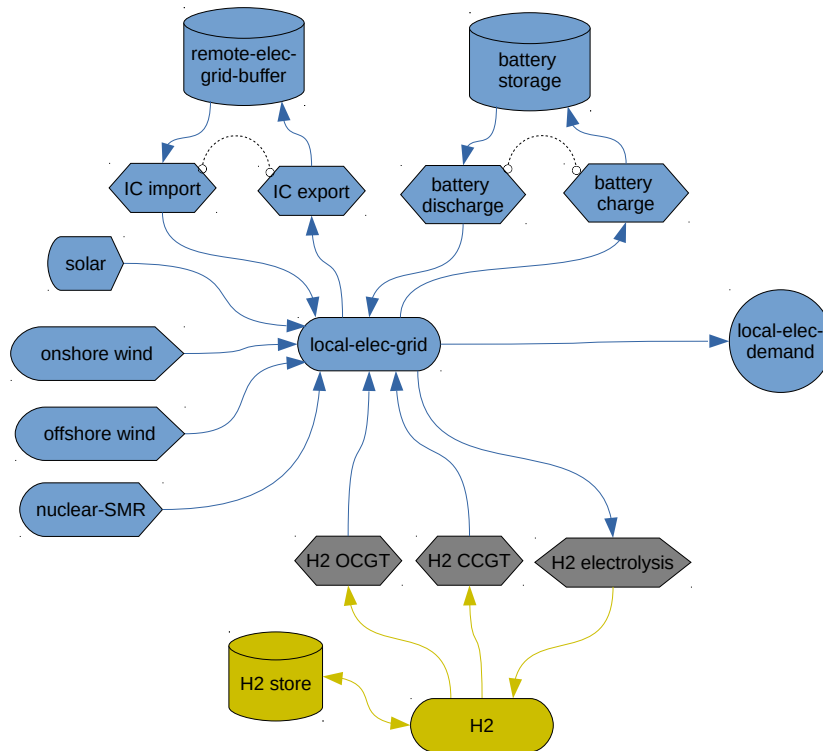 remote-elec-
grid-buffer
battery
storage
IC import
IC export
battery
discharge
battery
charge
solar
onshore wind
local-elec-grid
local-elec-
demand
offshore wind
nuclear-SMR
H2 OCGT
H2 CCGT
H2 electrolysis
H2 store
H2